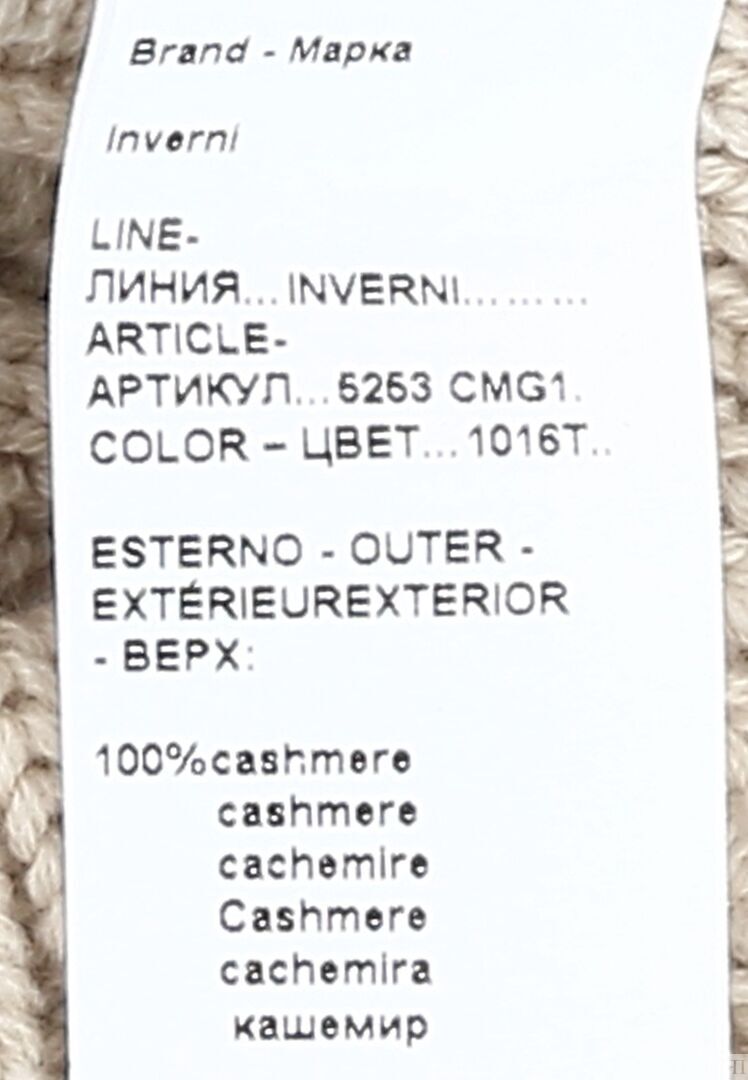 Brand - Марка
Inverni
LINE-
ЛИНИЯ...INVERNI.........
ARTICLE-
АРТИКУЛ...5253 CMG1.
COLOR – ЦВЕТ...1016T..
ESTERNO - OUTER -
EXTÉRIEUREXTERIOR
- ВЕРХ:
100%cashmere
cashmere
cachemire
Cashmere
cachemira
кашемир